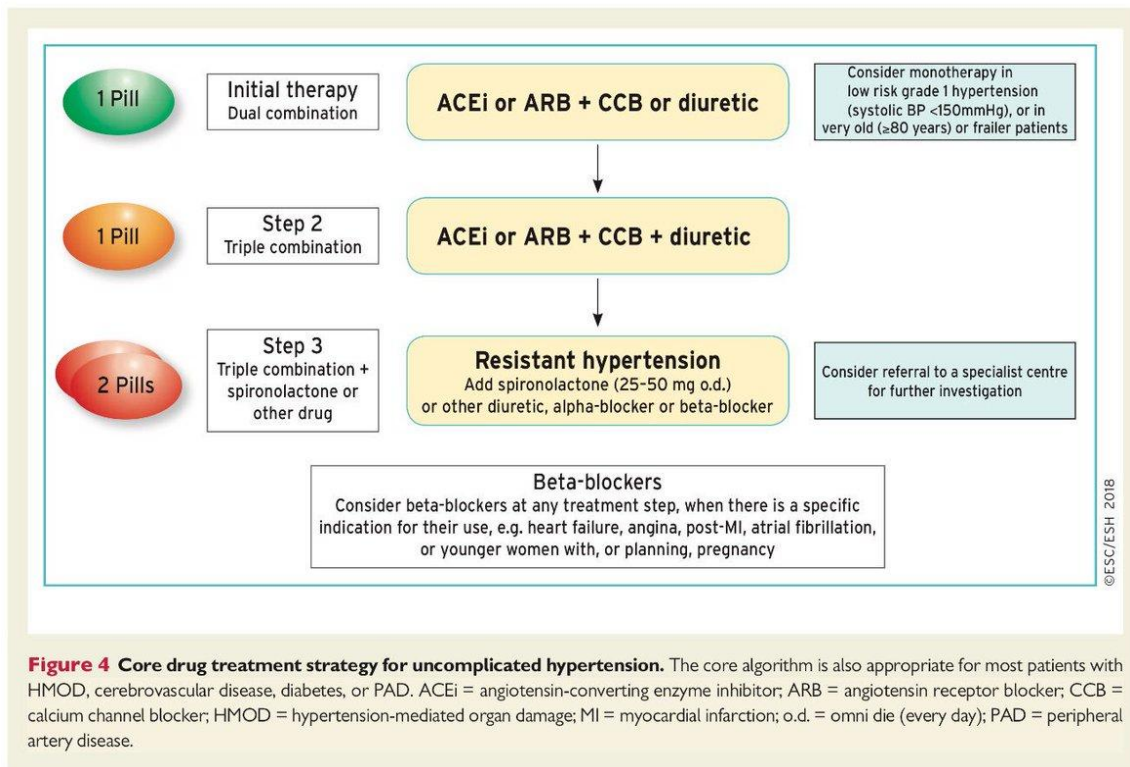 1 Pill
Initial therapy
Dual combination
ACEi or ARB + CCB or diuretic
Consider monotherapy in
low risk grade 1 hypertension
(systolic BP <150mmHg), or in
very old (≥80 years) or frailer patients
1 Pill
Step 2
Triple combination
ACEi or ARB + CCB + diuretic
2 Pills
Step 3
Triple combination +
spironolactone or
other drug
Resistant hypertension
Add spironolactone (25-50 mg o.d.)
or other diuretic, alpha-blocker or beta-blocker
Consider referral to a specialist centre
for further investigation
Beta-blockers
Consider beta-blockers at any treatment step, when there is a specific
indication for their use, e.g. heart failure, angina, post-MI, atrial fibrillation,
or younger women with, or planning, pregnancy
©ESC/ESH 2018
Figure 4 Core drug treatment strategy for uncomplicated hypertension. The core algorithm is also appropriate for most patients with
HMOD, cerebrovascular disease, diabetes, or PAD. ACEi = angiotensin-converting enzyme inhibitor; ARB = angiotensin receptor blocker; CCB =
calcium channel blocker; HMOD = hypertension-mediated organ damage; MI = myocardial infarction; o.d. = omni die (every day); PAD = peripheral
artery disease.